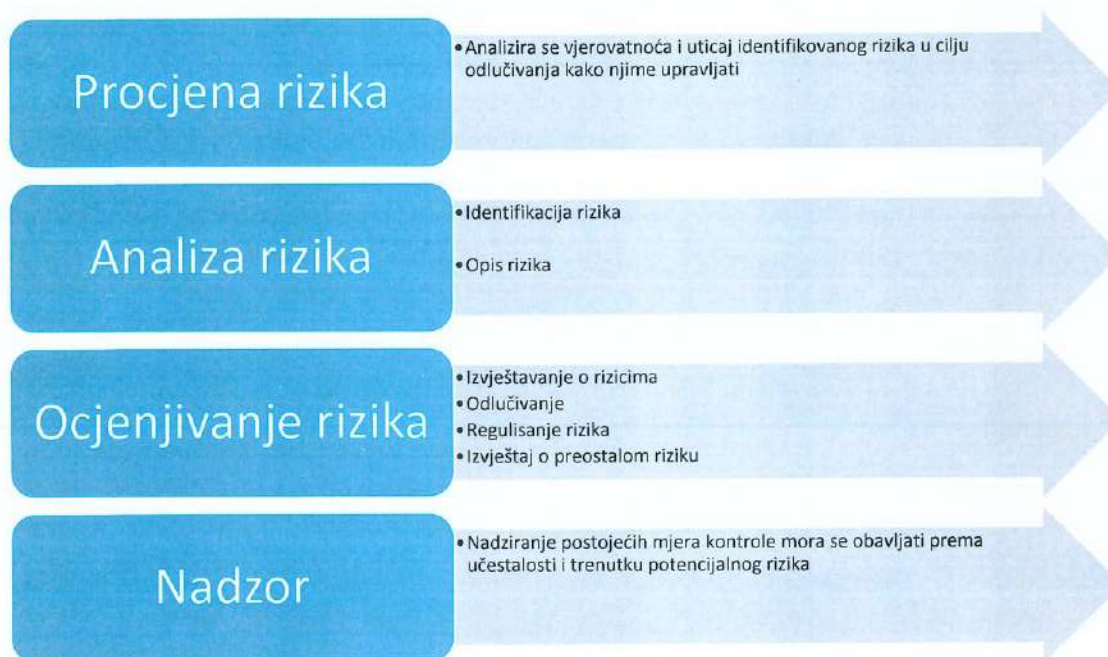 Procjena rizika
•Analizira se vjerovatnoća i uticaj identifikovanog rizika u cilju
odlučivanja kako njime upravljati
Analiza rizika
•Identifikacija rizika
•Opis rizika
Ocjenjivanje rizika
•Izvještavanje o rizicima
•Odlučivanje
•Regulisanje rizika
•Izvještaj o preostalom riziku
Nadzor
•Nadziranje postojećih mjera kontrole mora se obavljati prema
učestalosti i trenutku potencijalnog rizika